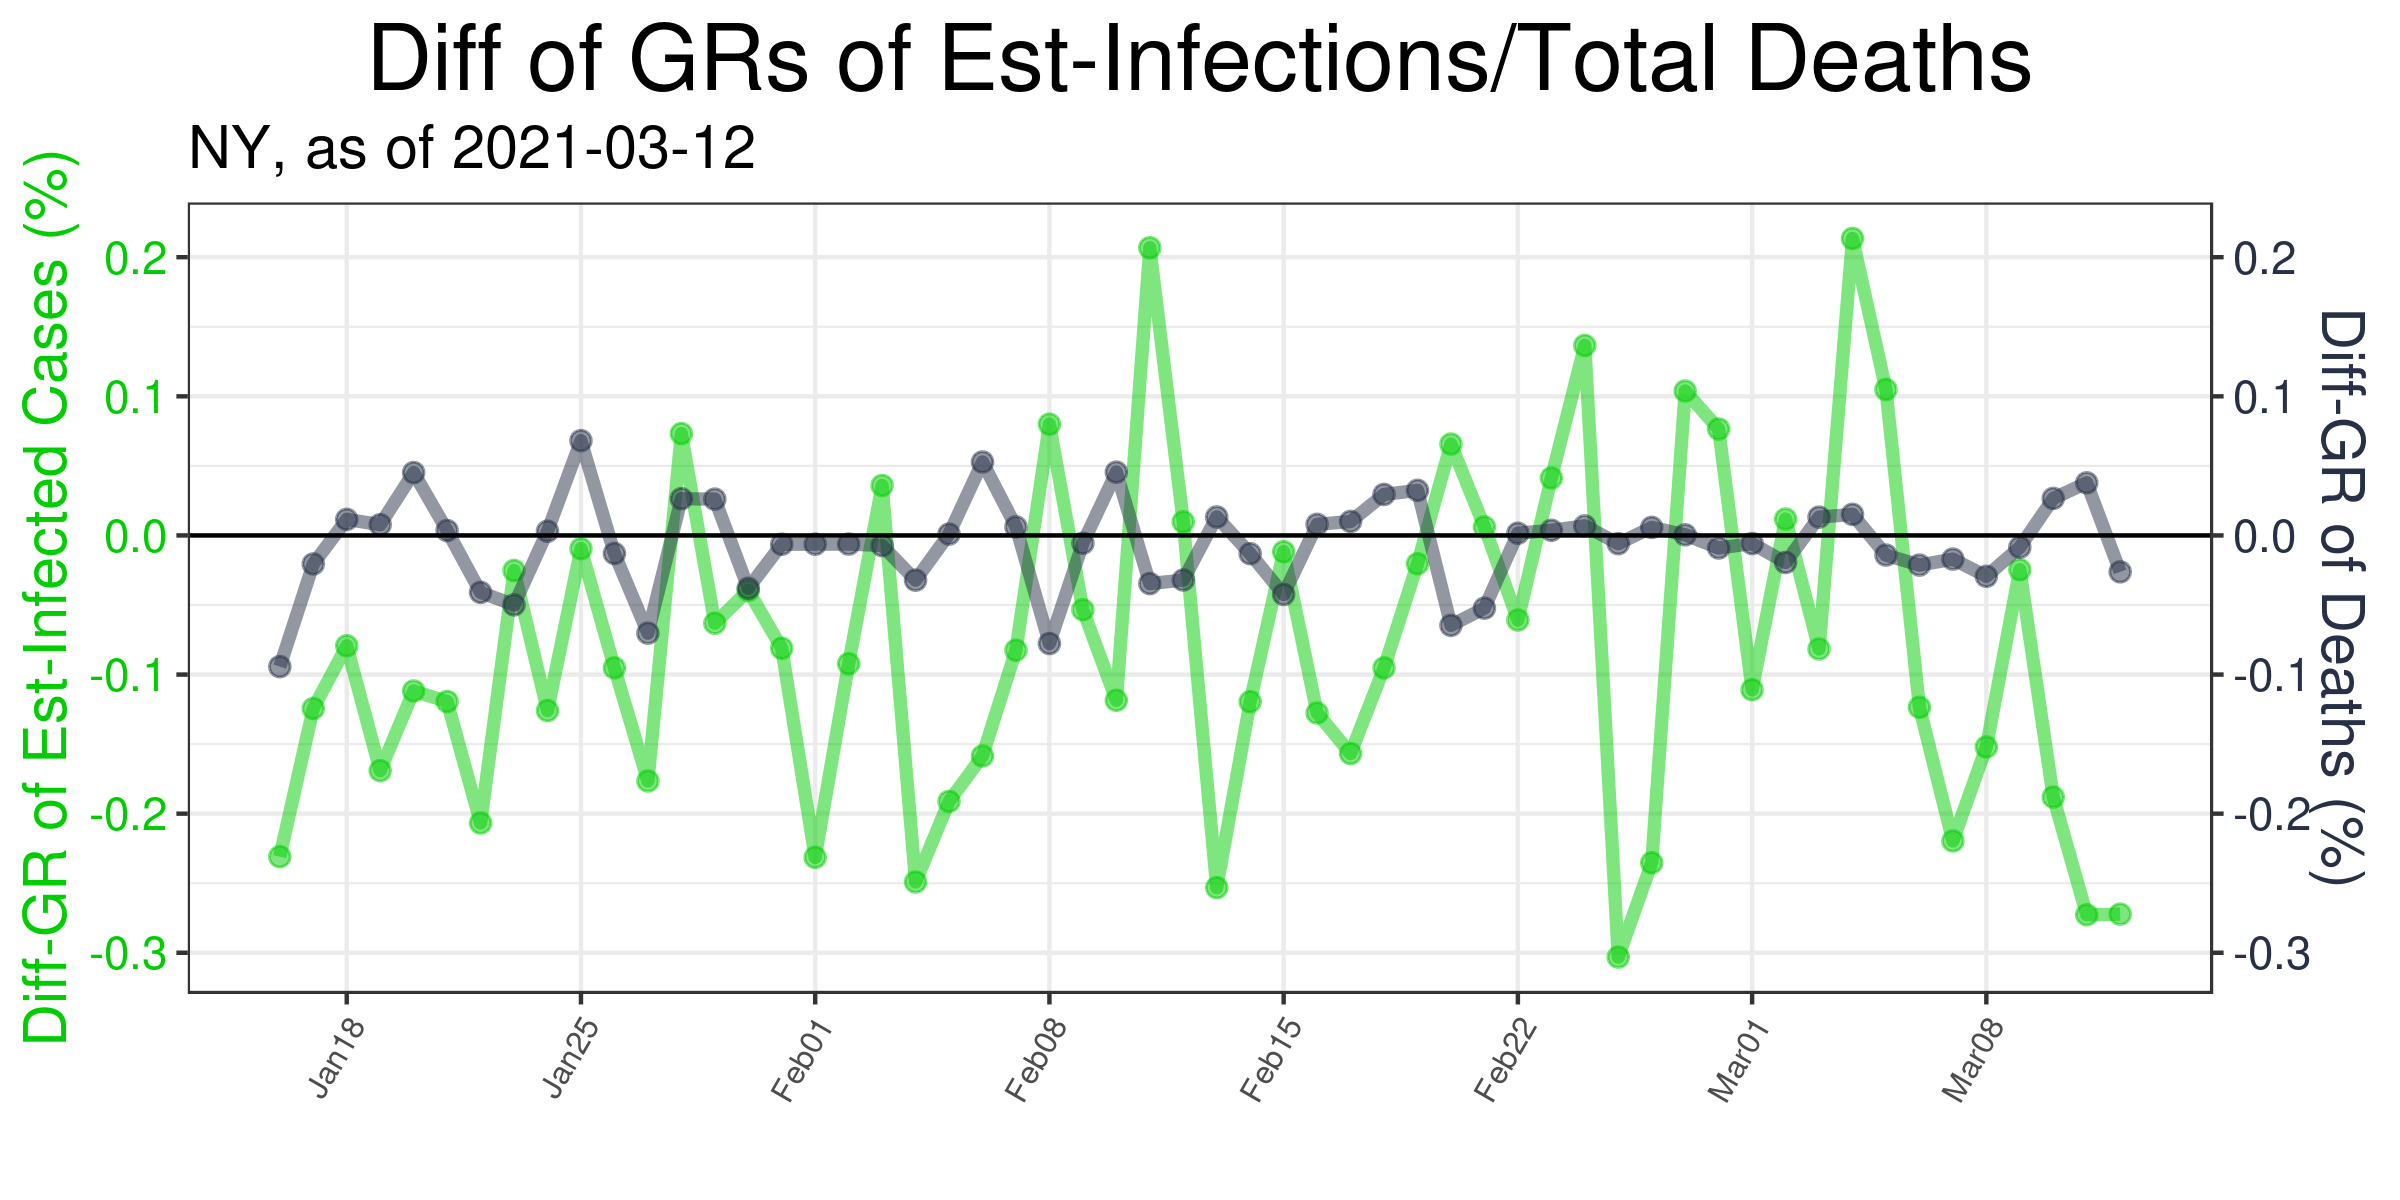 Diff of GRs of Est-Infections/Total Deaths
NY, as of 2021-03-12
Diff-GR of Est-Infected Cases (%)
0.2
0.1
0.0
-0.1
-0.2
-0.3
0.2
0.1
0.0
-0.1
-0.2
-0.3
Diff-GR of Deaths (%)
Jan18
Jan25
Feb01
Feb08
Feb15
Feb22
Mar01
Mar08